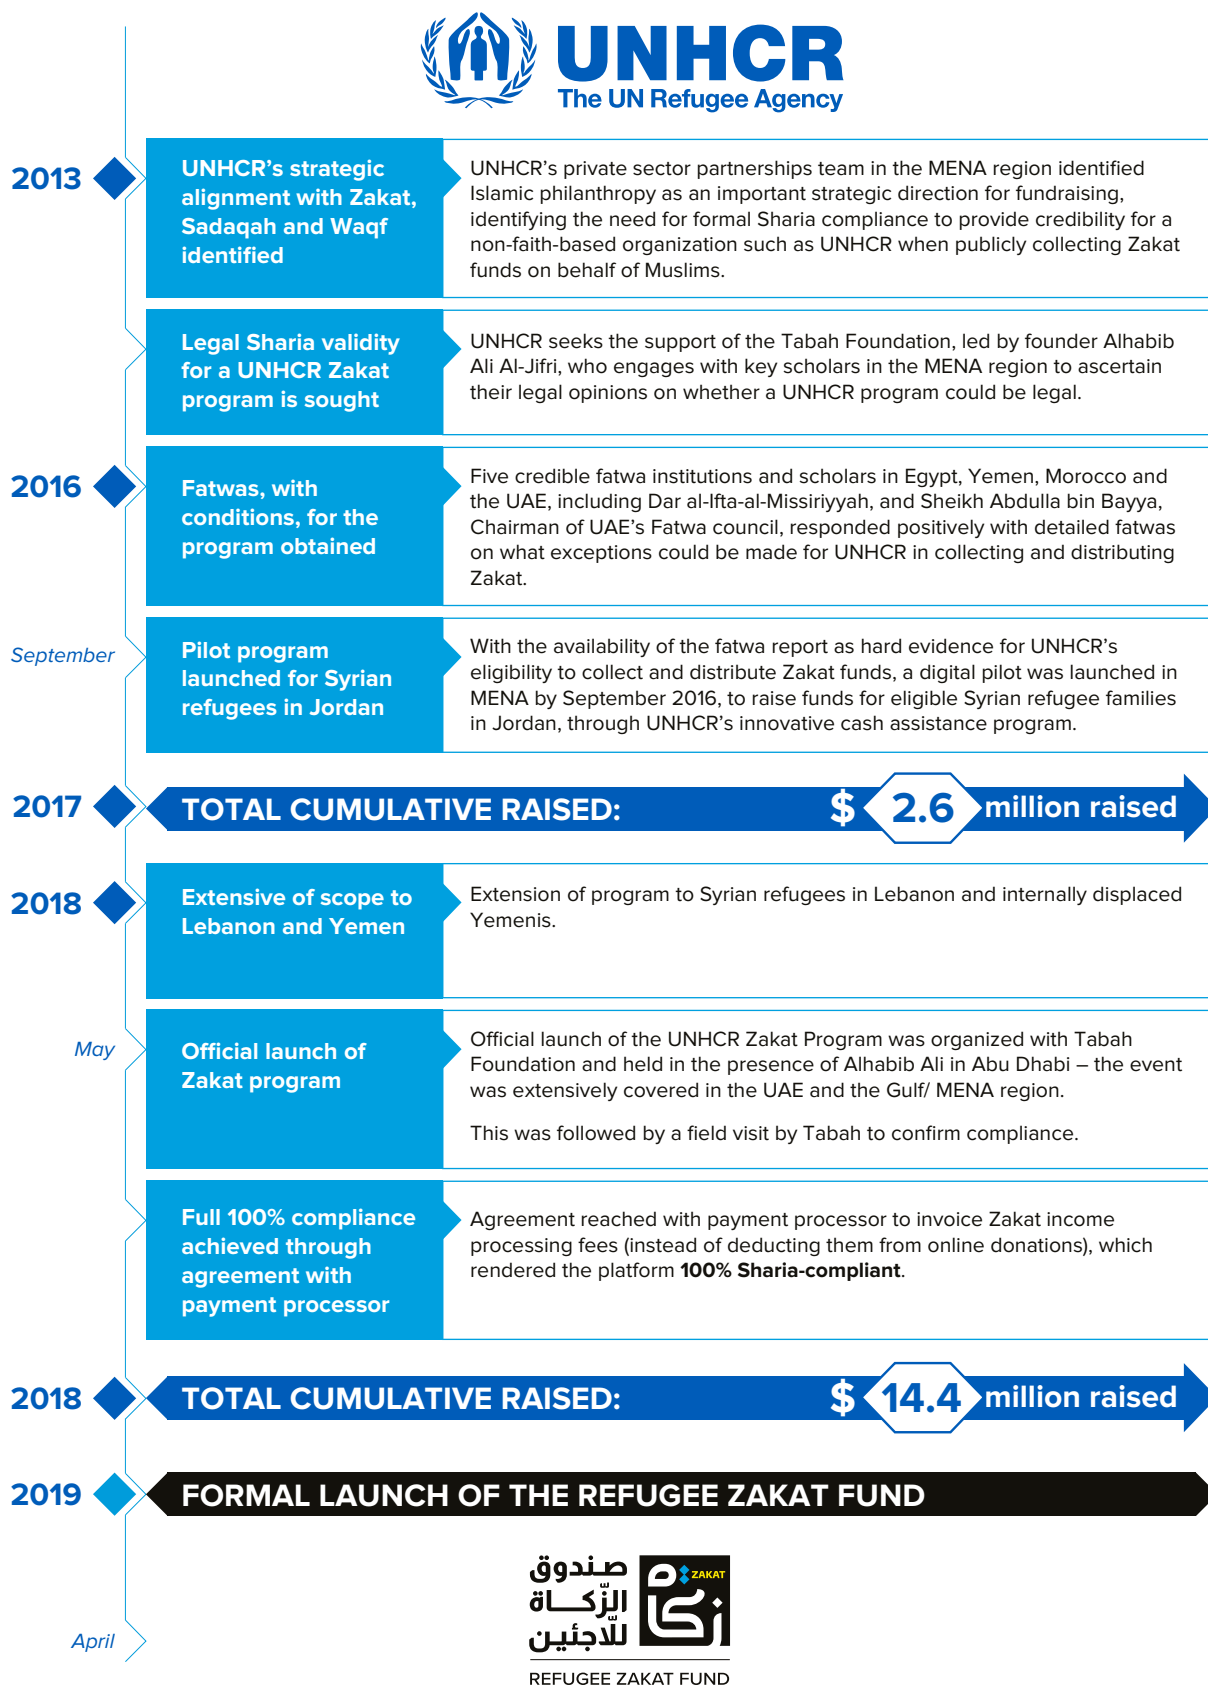 UNHCR
The UN Refugee Agency
2013
UNHCR's strategic
alignment with Zakat,
Sadaqah and Waqf
identified
UNHCR's private sector partnerships team in the MENA region identified
Islamic philanthropy as an important strategic direction for fundraising,
identifying the need for formal Sharia compliance to provide credibility for a
non-faith-based organization such as UNHCR when publicly collecting Zakat
funds on behalf of Muslims.
Legal Sharia validity
for a UNHCR Zakat
program is sought
UNHCR seeks the support of the Tabah Foundation, led by founder Alhabib
Ali Al-Jifri, who engages with key scholars in the MENA region to ascertain
their legal opinions on whether a UNHCR program could be legal.
2016
Fatwas, with
conditions, for the
program obtained
Five credible fatwa institutions and scholars in Egypt, Yemen, Morocco and
the UAE, including Dar al-Ifta-al-Missiriyyah, and Sheikh Abdulla bin Bayya,
Chairman of UAE's Fatwa council, responded positively with detailed fatwas
on what exceptions could be made for UNHCR in collecting and distributing
Zakat.
September
Pilot program
launched for Syrian
refugees in Jordan
With the availability of the fatwa report as hard evidence for UNHCR's
eligibility to collect and distribute Zakat funds, a digital pilot was launched in
MENA by September 2016, to raise funds for eligible Syrian refugee families
in Jordan, through UNHCR's innovative cash assistance program.
2017
TOTAL CUMULATIVE RAISED: $ 2.6 million raised
2018
Extensive of scope to
Lebanon and Yemen
Extension of program to Syrian refugees in Lebanon and internally displaced
Yemenis.
May
Official launch of
Zakat program
Official launch of the UNHCR Zakat Program was organized with Tabah
Foundation and held in the presence of Alhabib Ali in Abu Dhabi – the event
was extensively covered in the UAE and the Gulf/ MENA region.
This was followed by a field visit by Tabah to confirm compliance.
Full 100% compliance
achieved through
agreement with
payment processor
Agreement reached with payment processor to invoice Zakat income
processing fees (instead of deducting them from online donations), which
rendered the platform 100% Sharia-compliant.
2018
TOTAL CUMULATIVE RAISED: $ 14.4 million raised
2019
FORMAL LAUNCH OF THE REFUGEE ZAKAT FUND
April
صندوق
الزّكـاة
للّاجئين
زكاة
ZAKAT
REFUGEE ZAKAT FUND